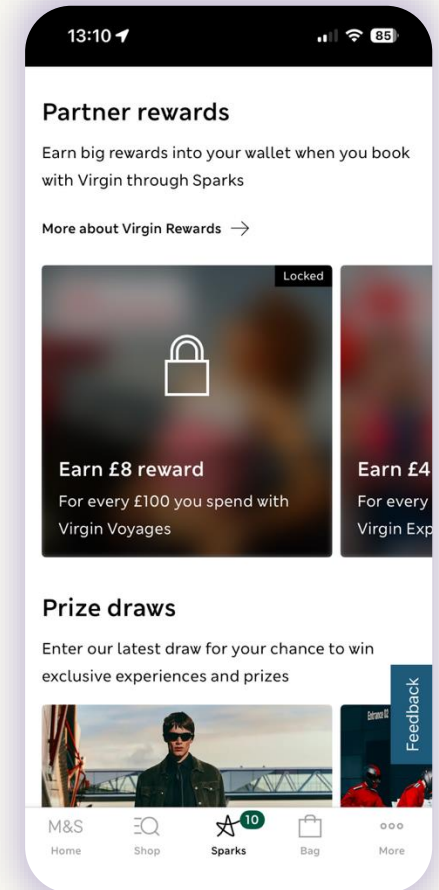 13:10
85
Partner rewards
Earn big rewards into your wallet when you book
with Virgin through Sparks
More about Virgin Rewards →
Locked
Earn £8 reward
For every £100 you spend with
Virgin Voyages
Earn £4
For every
Virgin Exp
Prize draws
Enter our latest draw for your chance to win
exclusive experiences and prizes
Feedback
Entrance 02
M&S
10
Home
Shop
Sparks
Bag
More